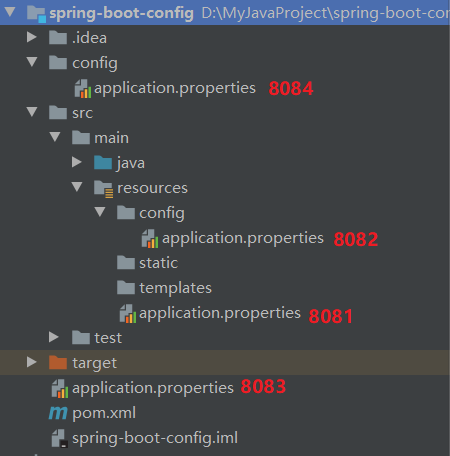 spring-boot-config D:\MyJavaProject\spring-boot-con
.idea
config
application.properties 8084
src
main
java
resources
config
application.properties 8082
static
templates
application.properties 8081
test
target
application.properties 8083
pom.xml
spring-boot-config.iml